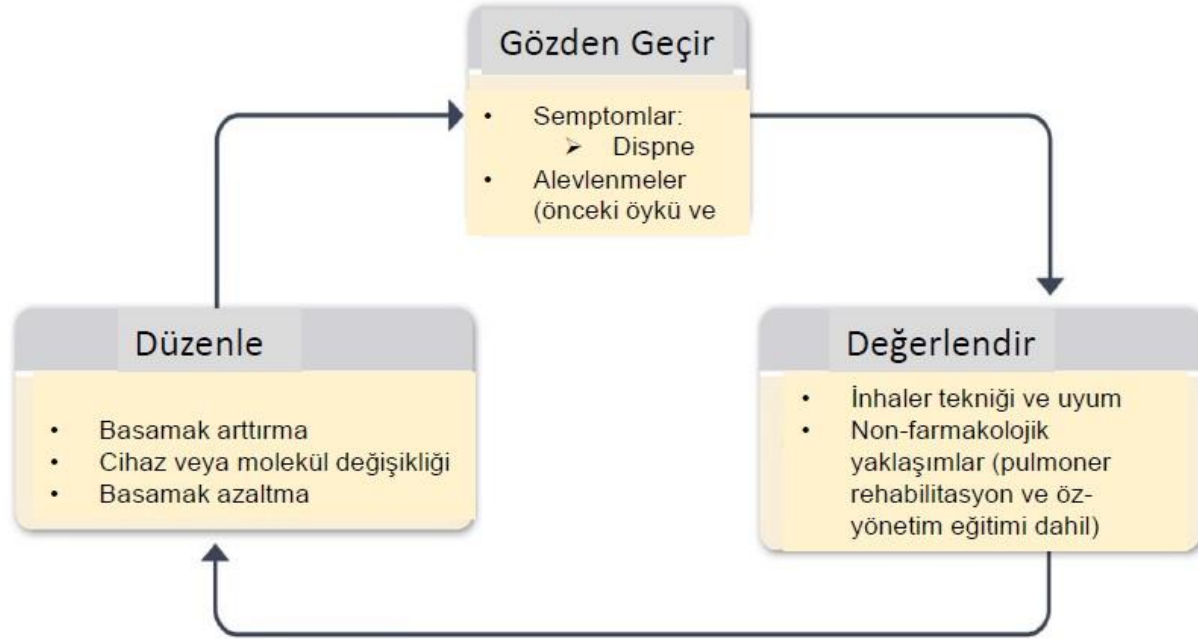 Gözden Geçir
• Semptomlar:
➢ Dispne
• Alevlenmeler
(önceki öykü ve
Düzenle
• Basamak arttırma
• Cihaz veya molekül değişikliği
• Basamak azaltma
Değerlendir
• İnhaler tekniği ve uyum
• Non-farmakolojik
yaklaşımlar (pulmoner
rehabilitasyon ve öz-
yönetim eğitimi dahil)